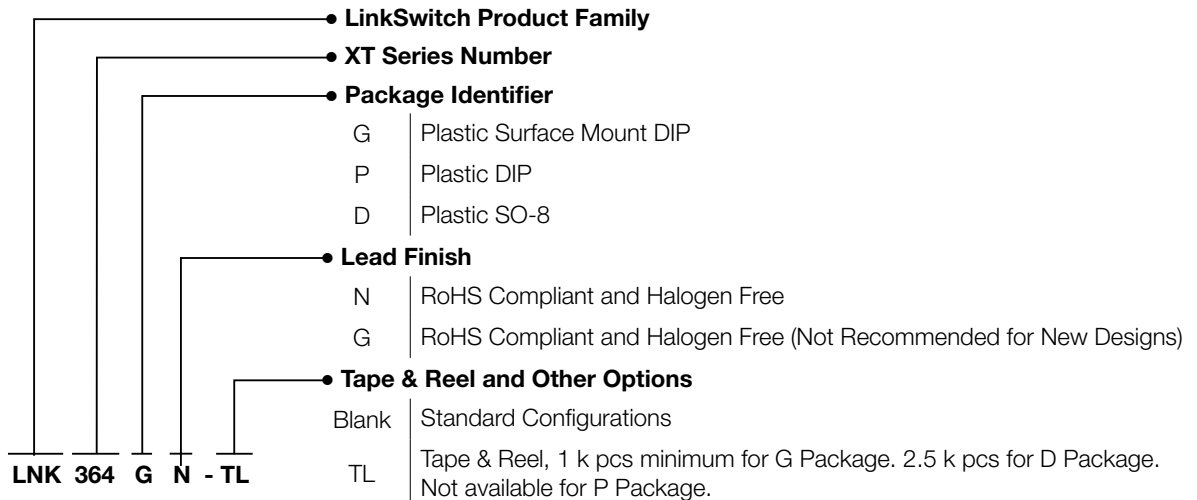 LinkSwitch Product Family
XT Series Number
Package Identifier
G Plastic Surface Mount DIP
P Plastic DIP
D Plastic SO-8
Lead Finish
N RoHS Compliant and Halogen Free
G RoHS Compliant and Halogen Free (Not Recommended for New Designs)
Tape & Reel and Other Options
Blank Standard Configurations
TL Tape & Reel, 1 k pcs minimum for G Package. 2.5 k pcs for D Package.
Not available for P Package.
LNK 364 G N - TL